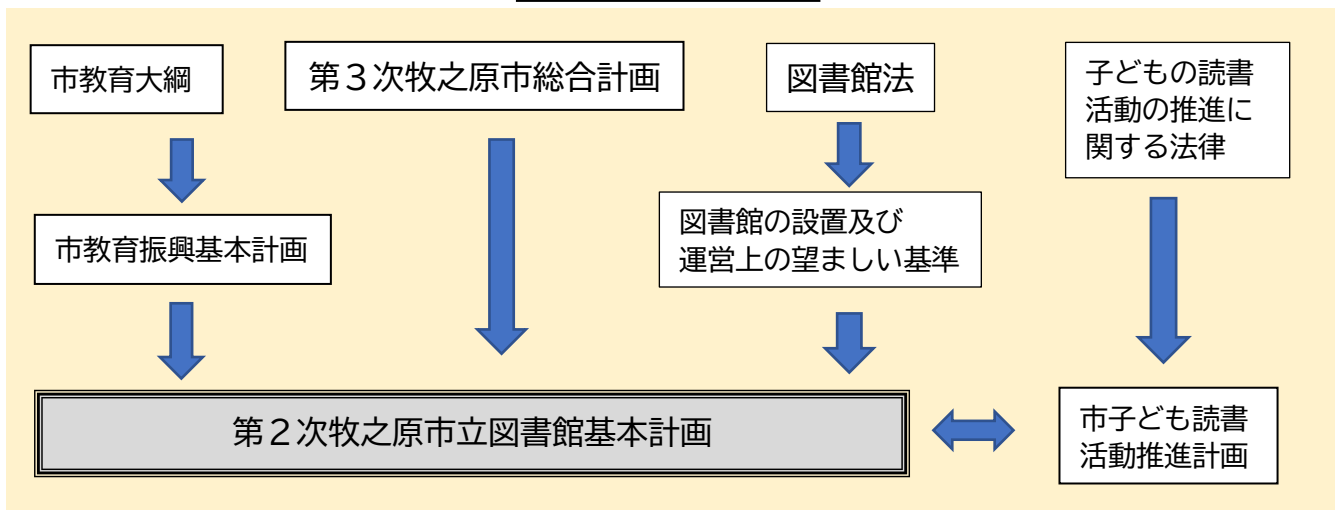 市教育大綱
第３次牧之原市総合計画
図書館法
子どもの読書
活動の推進に
関する法律
市教育振興基本計画
図書館の設置及び
運営上の望ましい基準
第２次牧之原市立図書館基本計画
市子ども読書
活動推進計画